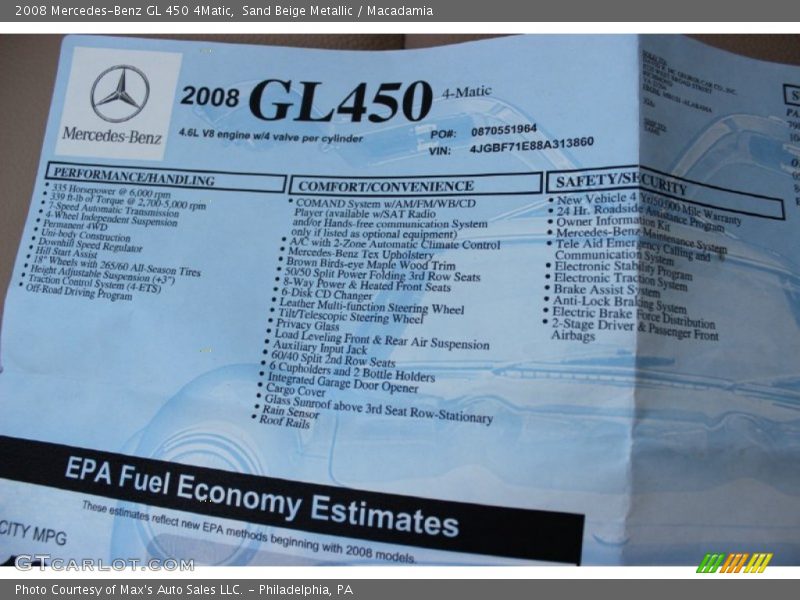 2008 Mercedes-Benz GL 450 4Matic, Sand Beige Metallic / Macadamia
Mercedes-Benz
2008 GL450 4-Matic
4.6L V8 engine w/4 valve per cylinder
PO#: 0870551964
VIN: 4JGBF71E88A313860
PERFORMANCE/HANDLING
• 335 Horsepower @ 6,000 rpm
• 339 lb-ft of Torque @ 2,700-5,000 rpm
• 7-Speed Automatic Transmission
• 4-Wheel Independent Suspension
• Permanent 4WD
• Uni-body Construction
• Downhill Speed Regulator
• Hill Start Assist
• 18" Wheels with 265/60 All-Season Tires
• Height Adjustable Suspension (+3")
• Traction Control System (4-ETS)
• Off-Road Driving Program
COMFORT/CONVENIENCE
• COMAND System w/AM/FM/WB/CD
Player (available w/SAT Radio
and/or Hands-free communication System
only if listed as optional equipment)
• A/C with 2-Zone Automatic Climate Control
• Mercedes-Benz Tex Upholstery
• Brown Birds-eye Maple Wood Trim
• 50/50 Split Power Folding 3rd Row Seats
• 8-Way Power & Heated Front Seats
• 6-Disk CD Changer
• Leather Multi-function Steering Wheel
• Tilt/Telescopic Steering Wheel
• Privacy Glass
• Load Leveling Front & Rear Air Suspension
• Auxiliary Input Jack
• 60/40 Split 2nd Row Seats
• 6 Cupholders and 2 Bottle Holders
• Integrated Garage Door Opener
• Cargo Cover
• Glass Sunroof above 3rd Seat Row-Stationary
• Rain Sensor
• Roof Rails
SAFETY/SECURITY
• New Vehicle 4 Yr/50,000 Mile Warranty
• 24 Hr. Roadside Assistance Program
• Owner Information Kit
• Mercedes-Benz Maintenance System
• Tele Aid Emergency Calling and
Communication System
• Electronic Stability Program
• Electronic Traction System
• Brake Assist System
• Anti-Lock Braking System
• Electric Brake Force Distribution
• 2-Stage Driver & Passenger Front
Airbags
EPA Fuel Economy Estimates
These estimates reflect new EPA methods beginning with 2008 models.
CITY MPG
GTCARLOT.COM
Photo Courtesy of Max's Auto Sales LLC. - Philadelphia, PA